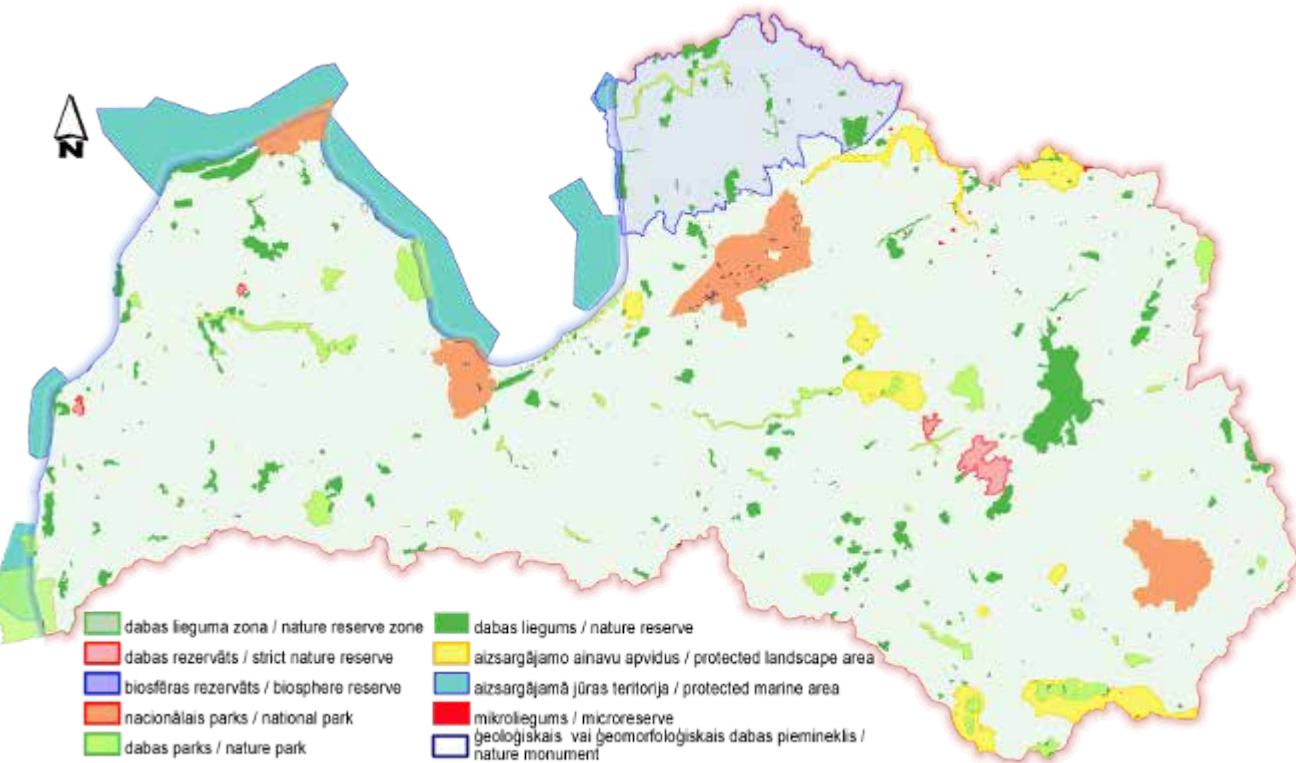 N
dabas lieguma zona / nature reserve zone
dabas rezervāts / strict nature reserve
biosfēras rezervāts / biosphere reserve
nacionālais parks / national park
dabas parks / nature park
dabas liegums / nature reserve
aizsargājamo ainavu apvidus / protected landscape area
aizsargājamā jūras teritorija / protected marine area
mikroliegums / microreserve
ģeoloģiskais vai ģeomorfoloģiskais dabas piemineklis /
nature monument